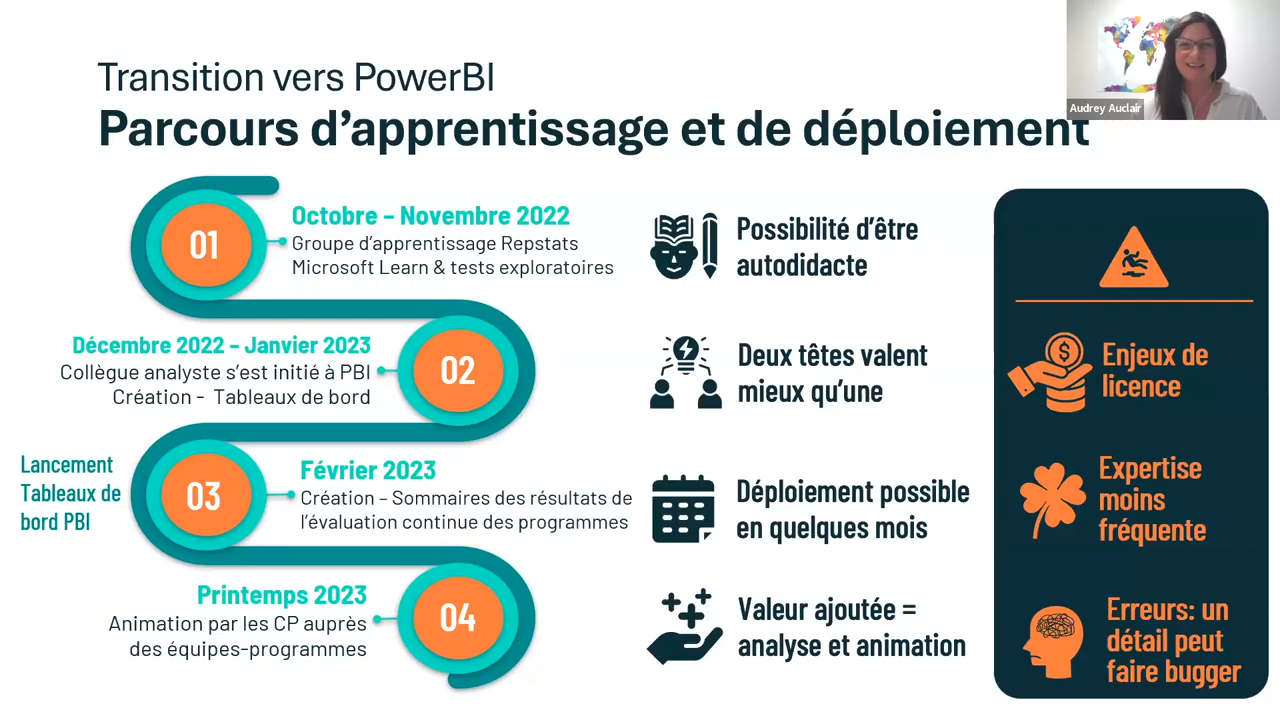 Transition vers PowerBI
Parcours d’apprentissage et de déploiement
Audrey Auclair
01
Octobre – Novembre 2022
Groupe d’apprentissage Repstats
Microsoft Learn & tests exploratoires
Décembre 2022 – Janvier 2023
Collègue analyste s’est initié à PBI
Création - Tableaux de bord
02
Lancement
Tableaux de
bord PBI
03
Février 2023
Création – Sommaires des résultats de
l’évaluation continue des programmes
Printemps 2023
Animation par les CP auprès
des équipes-programmes
04
Possibilité d’être
autodidacte
Deux têtes valent
mieux qu’une
Déploiement possible
en quelques mois
Valeur ajoutée =
analyse et animation
$
Enjeux de
licence
Expertise
moins
fréquente
Erreurs: un
détail peut
faire bugger